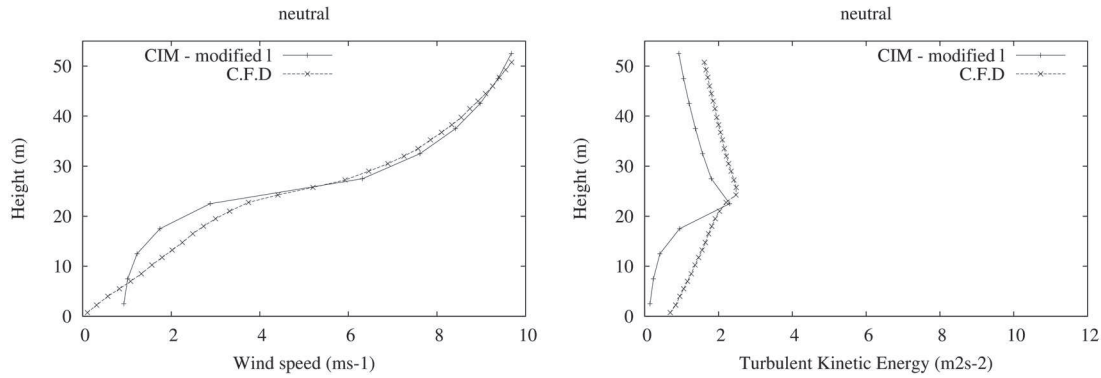 neutral
CIM - modified l
C.F.D
50
40
30
20
10
0
Height (m)
0 2 4 6 8 10
Wind speed (ms-1)
neutral
CIM - modified l
C.F.D
50
40
30
20
10
0
Height (m)
0 2 4 6 8 10 12
Turbulent Kinetic Energy (m2s-2)